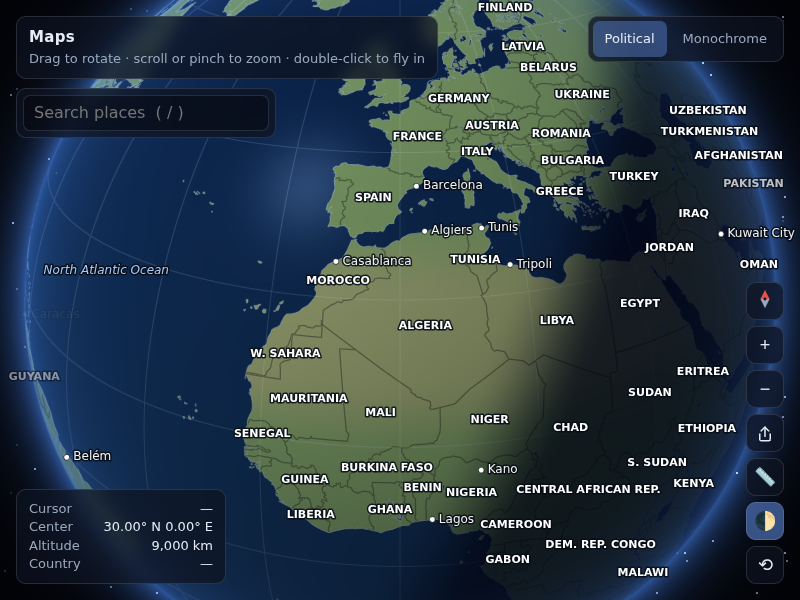 Maps
Drag to rotate · scroll or pinch to zoom · double-click to fly in
Political
Monochrome
Search places ( / )
FINLAND
LATVIA
BELARUS
GERMANY
UKRAINE
UZBEKISTAN
AUSTRIA
TURKMENISTAN
FRANCE
ROMANIA
ITALY
AFGHANISTAN
BULGARIA
TURKEY
PAKISTAN
Barcelona
GREECE
SPAIN
IRAQ
Algiers
Tunis
Kuwait City
JORDAN
Casablanca
TUNISIA
Tripoli
OMAN
North Atlantic Ocean
MOROCCO
EGYPT
Caracas
ALGERIA
LIBYA
W. SAHARA
GUYANA
ERITREA
MAURITANIA
SUDAN
MALI
NIGER
CHAD
ETHIOPIA
SENEGAL
Belém
BURKINA FASO
Kano
S. SUDAN
GUINEA
BENIN
NIGERIA
CENTRAL AFRICAN REP.
KENYA
LIBERIA
GHANA
Lagos
CAMEROON
DEM. REP. CONGO
GABON
MALAWI
Cursor —
Center 30.00° N 0.00° E
Altitude 9,000 km
Country —
+
−